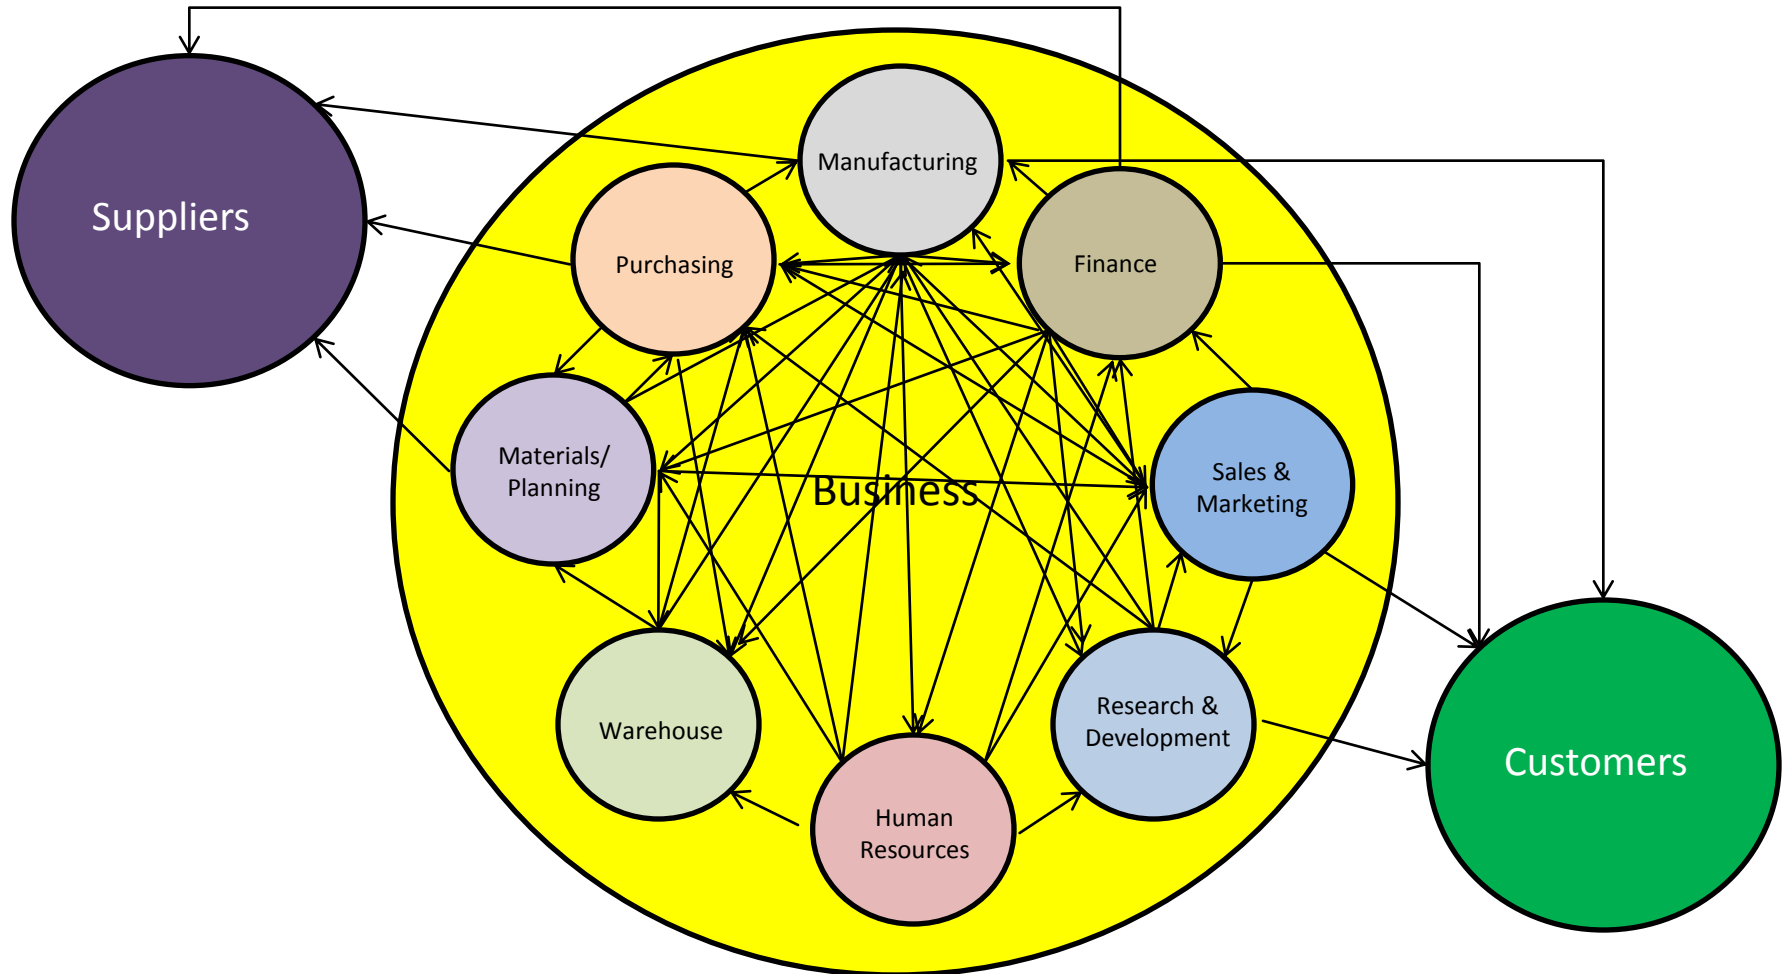 Manufacturing
Suppliers
Purchasing
Finance
Materials/
Planning
Business
Sales &
Marketing
Warehouse
Research &
Development
Human
Resources
Customers